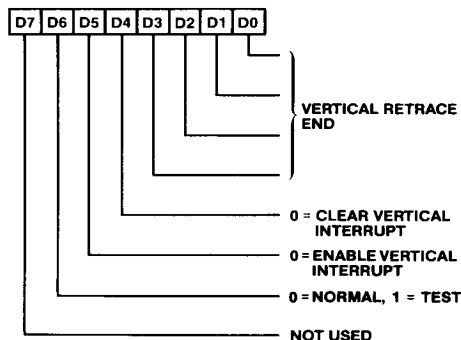 D7 D6 D5 D4 D3 D2 D1 D0
VERTICAL RETRACE
END
0 = CLEAR VERTICAL
INTERRUPT
0 = ENABLE VERTICAL
INTERRUPT
0 = NORMAL, 1 = TEST
NOT USED